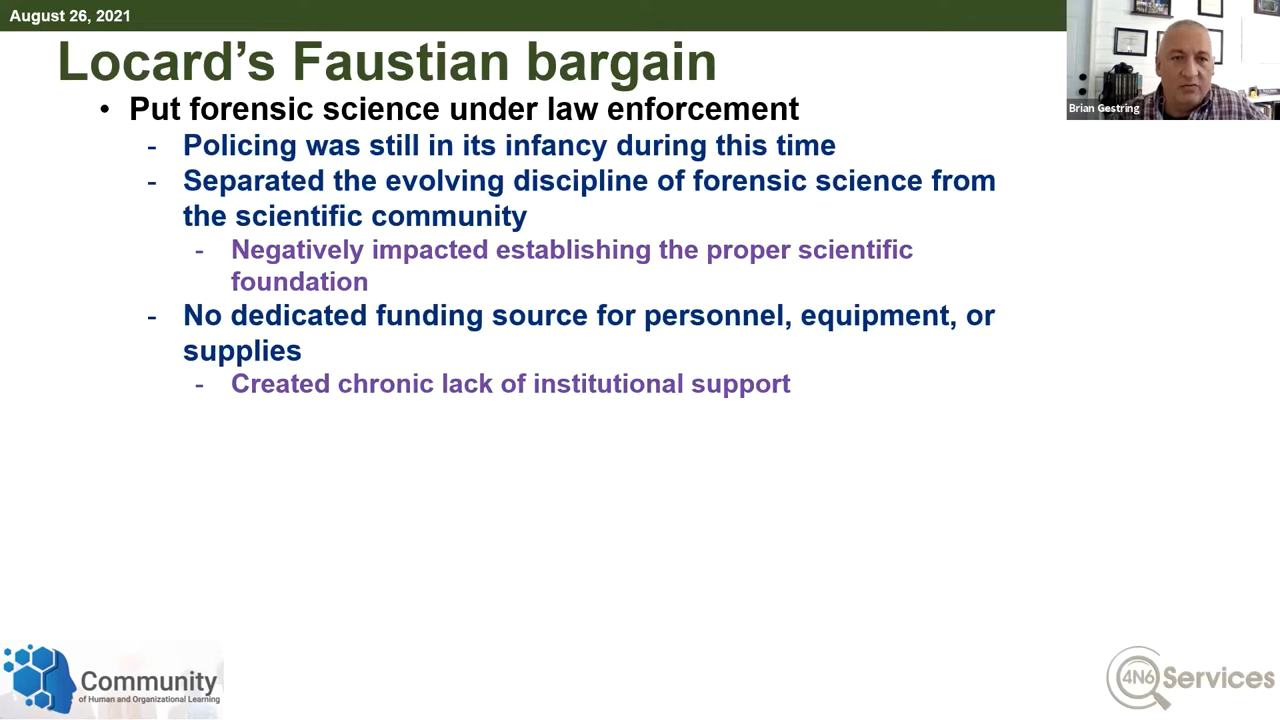 August 26, 2021
Locard’s Faustian bargain
• Put forensic science under law enforcement
- Policing was still in its infancy during this time
- Separated the evolving discipline of forensic science from
the scientific community
- Negatively impacted establishing the proper scientific
foundation
- No dedicated funding source for personnel, equipment, or
supplies
- Created chronic lack of institutional support
Brian Gestring
Community
of Human and Organizational Learning
4N6 Services